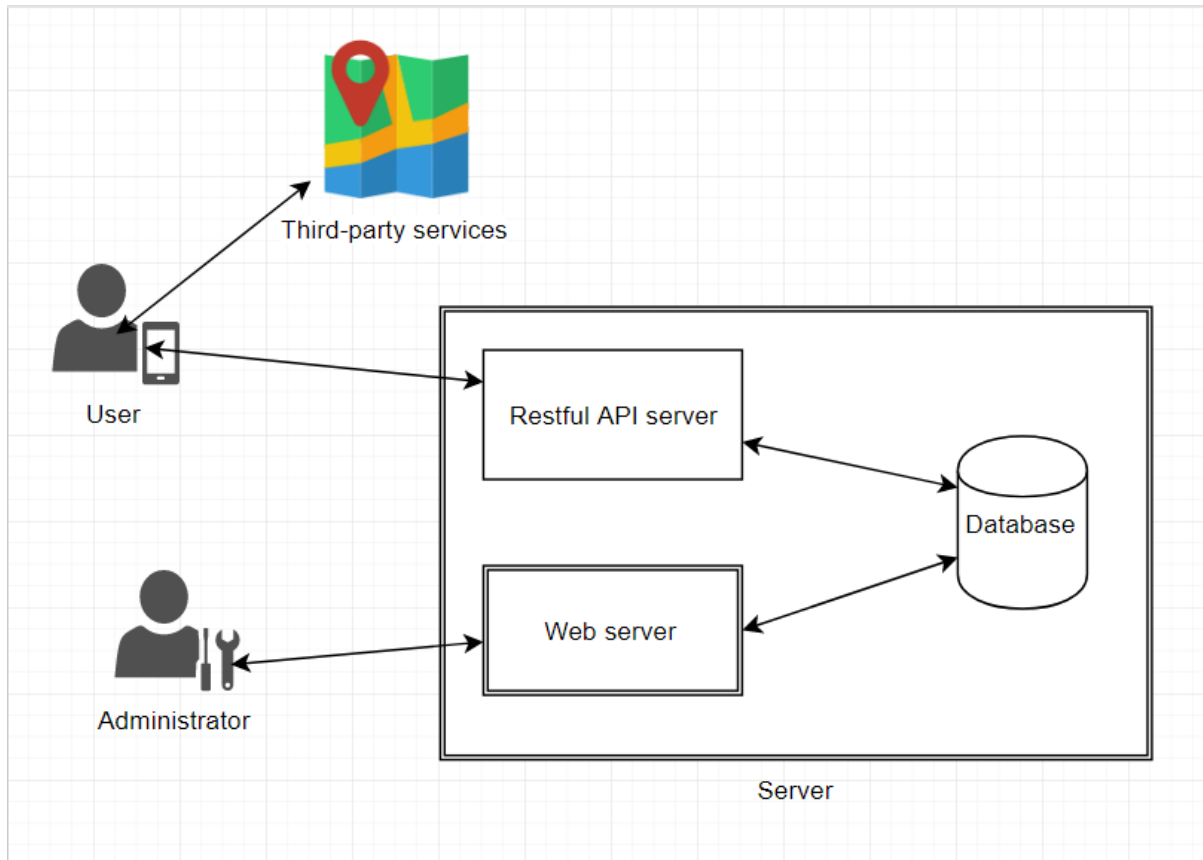 Third-party services
User
Restful API server
Database
Web server
Administrator
Server